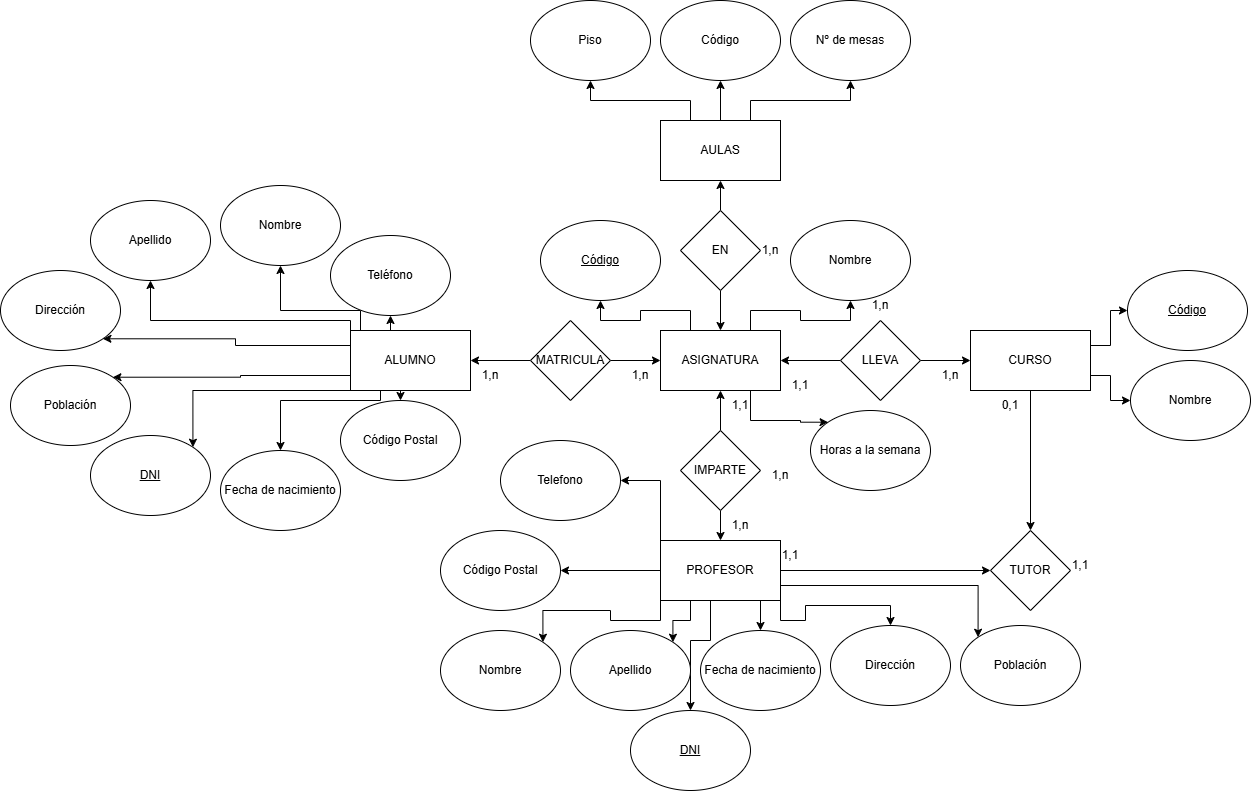 Piso
Código
Nº de mesas
AULAS
Nombre
Apellido
EN
1,n
Código
Nombre
Teléfono
Dirección
1,n
ALUMNO
MATRICULA
ASIGNATURA
LLEVA
CURSO
Código
1,n
1,n
1,1
1,n
Población
1,1
0,1
Nombre
Código Postal
Horas a la semana
DNI
Fecha de nacimiento
Telefono
IMPARTE
1,n
1,n
1,1
Código Postal
PROFESOR
TUTOR
1,1
Nombre
Apellido
Fecha de nacimiento
Dirección
Población
DNI